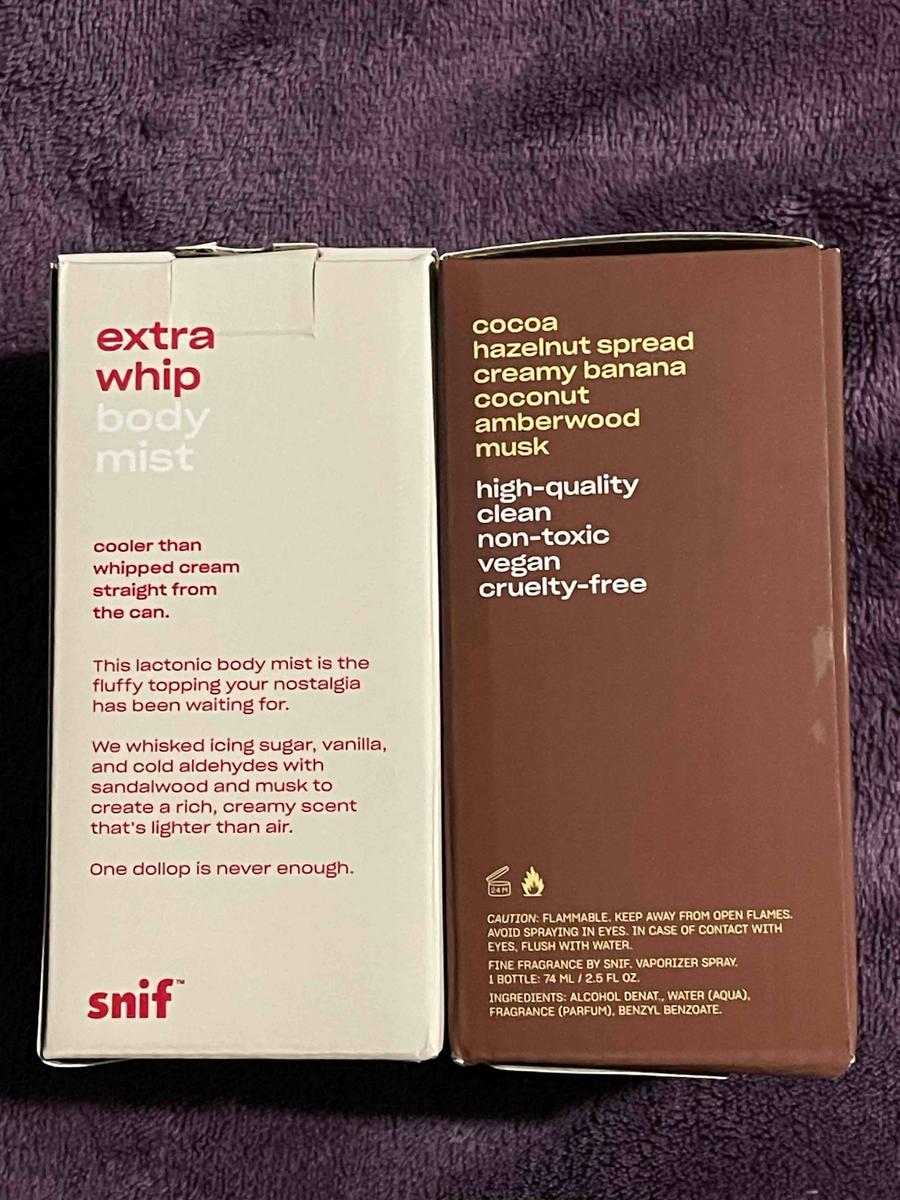 extra
whip
body
mist
cooler than
whipped cream
straight from
the can.
This lactonic body mist is the
fluffy topping your nostalgia
has been waiting for.
We whisked icing sugar, vanilla,
and cold aldehydes with
sandalwood and musk to
create a rich, creamy scent
that's lighter than air.
One dollop is never enough.
snif™
cocoa
hazelnut spread
creamy banana
coconut
amberwood
musk
high-quality
clean
non-toxic
vegan
cruelty-free
24 M
CAUTION: FLAMMABLE. KEEP AWAY FROM OPEN FLAMES.
AVOID SPRAYING IN EYES. IN CASE OF CONTACT WITH
EYES, FLUSH WITH WATER.
FINE FRAGRANCE BY SNIF. VAPORIZER SPRAY.
1 BOTTLE: 74 ML / 2.5 FL OZ.
INGREDIENTS: ALCOHOL DENAT., WATER (AQUA),
FRAGRANCE (PARFUM), BENZYL BENZOATE.